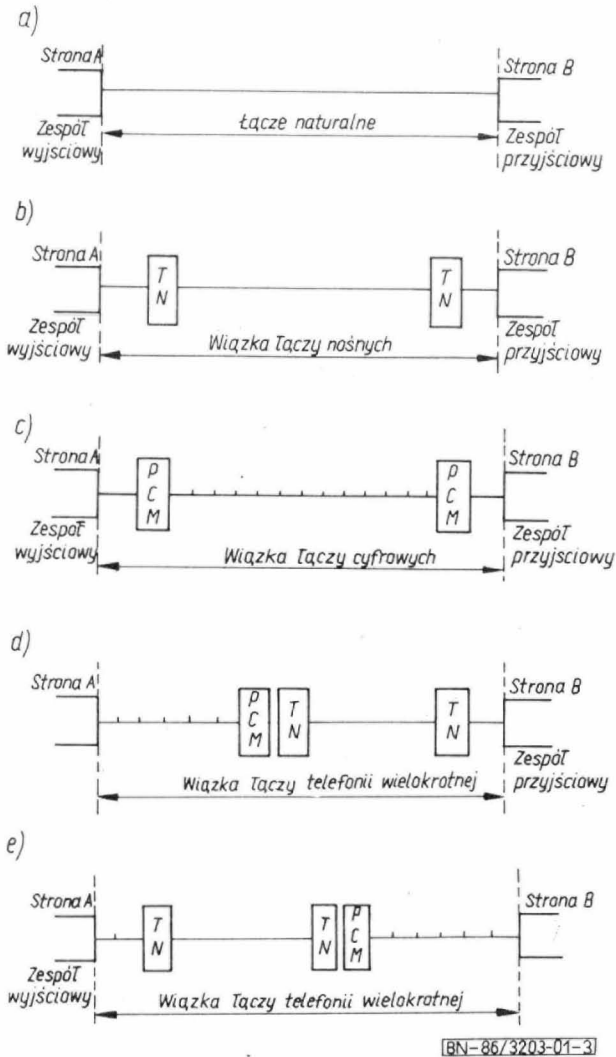 a)
Strona A
Strona B
Łącze naturalne
Zespół
wyjściowy
Zespół
przyjściowy
b)
Strona A
T
N
T
N
Strona B
Zespół
wyjściowy
Wiązka łączy nośnych
Zespół
przyjściowy
c)
Strona A
P
C
M
P
C
M
Strona B
Zespół
wyjściowy
Wiązka łączy cyfrowych
Zespół
przyjściowy
d)
Strona A
P
C
M
T
N
T
N
Strona B
Wiązka łączy telefonii wielokrotnej
Zespół
przyjściowy
e)
Strona A
T
N
T
N
P
C
M
Strona B
Zespół
wyjściowy
Wiązka łączy telefonii wielokrotnej
BN-86/3203-01-3